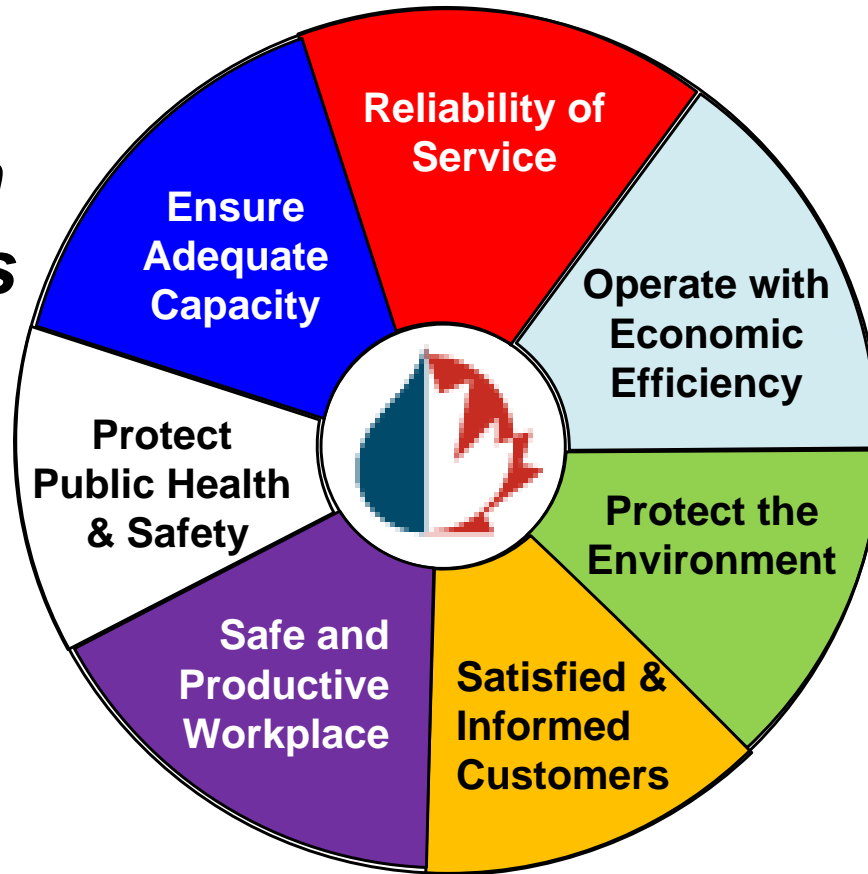 Reliability of
Service
Operate with
Economic
Efficiency
Protect the
Environment
Satisfied &
Informed
Customers
Safe and
Productive
Workplace
Protect
Public Health
& Safety
Ensure
Adequate
Capacity